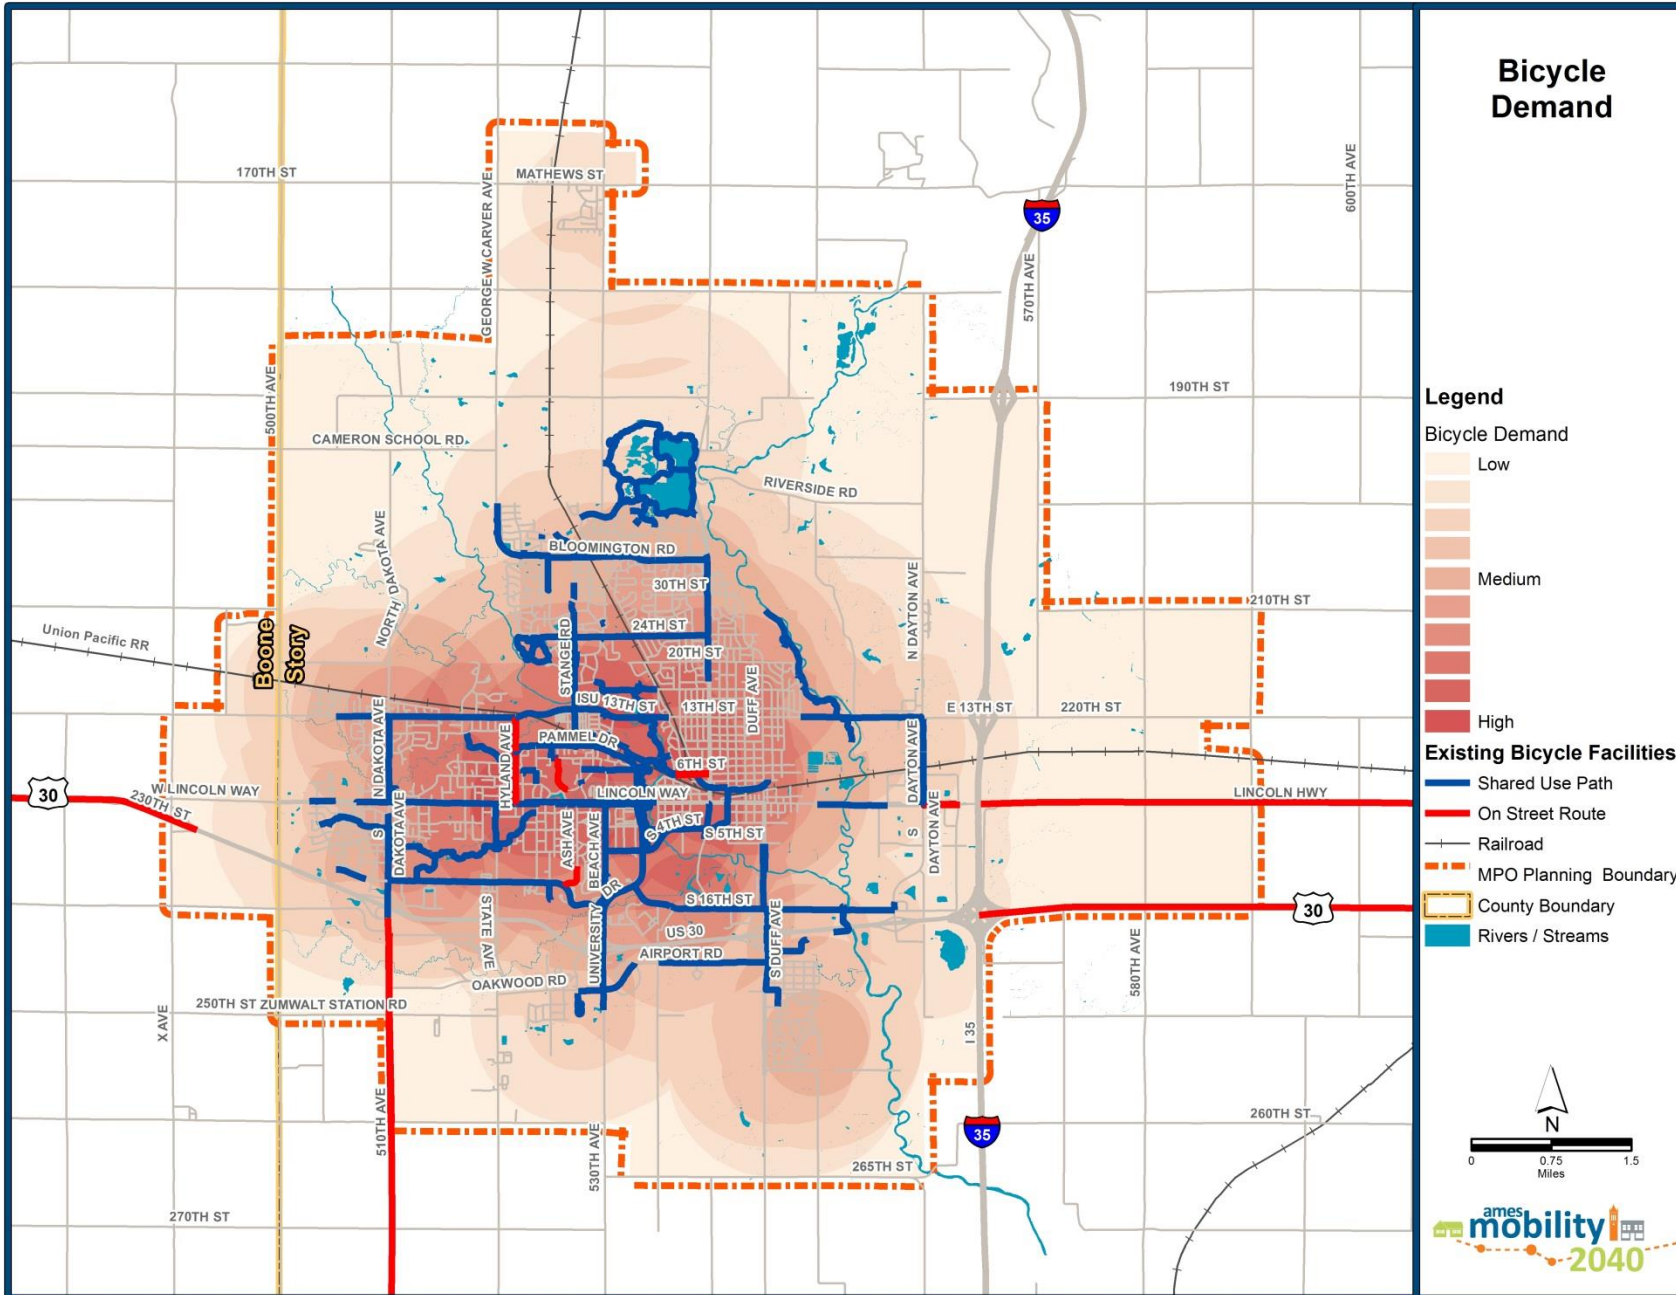 Bicycle
Demand
170TH ST
MATHEWS ST
GEORGE W CARVER AVE
600TH AVE
35
570TH AVE
500TH AVE
190TH ST
CAMERON SCHOOL RD
RIVERSIDE RD
NORTH DAKOTA AVE
BLOOMINGTON RD
30TH ST
N DAYTON AVE
210TH ST
Union Pacific RR
Boone
Story
STANGE RD
24TH ST
20TH ST
DUFF AVE
ISU 13TH ST
13TH ST
E 13TH ST
220TH ST
N DAKOTA AVE
HYLAND AVE
PAMMEL DR
6TH ST
DAYTON AVE
S
30
W LINCOLN WAY
230TH ST
LINCOLN WAY
LINCOLN HWY
S
DAKOTA AVE
ASH AVE
BEACH AVE
S 4TH ST
S 5TH ST
DAYTON AVE
STATE AVE
UNIVERSITY
DR
S 16TH ST
US 30
AIRPORT RD
S DUFF AVE
30
580TH AVE
OAKWOOD RD
250TH ST ZUMWALT STATION RD
X AVE
I 35
510TH AVE
530TH AVE
35
260TH ST
265TH ST
270TH ST
Legend
Bicycle Demand
Low
Medium
High
Existing Bicycle Facilities
Shared Use Path
On Street Route
Railroad
MPO Planning Boundary
County Boundary
Rivers / Streams
N
0 0.75 1.5
Miles
ames
mobility
2040